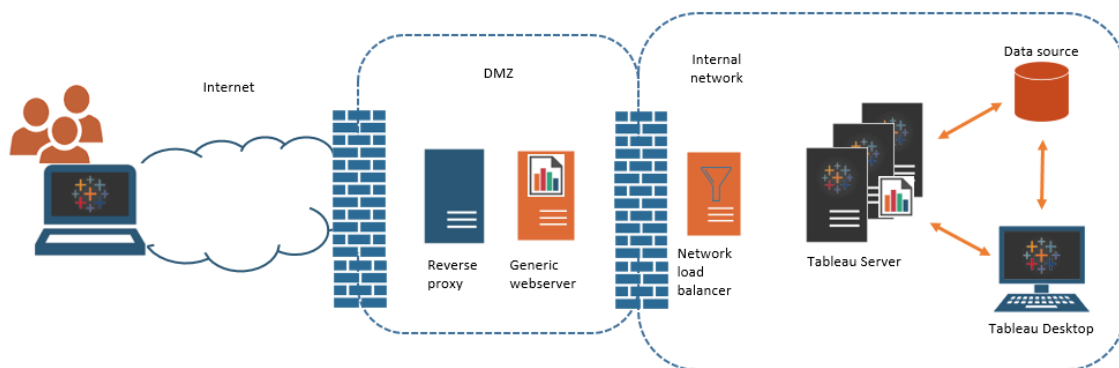 Internet
DMZ
Internal
network
Data source
Reverse
proxy
Generic
webserver
Network
load
balancer
Tableau Server
Tableau Desktop